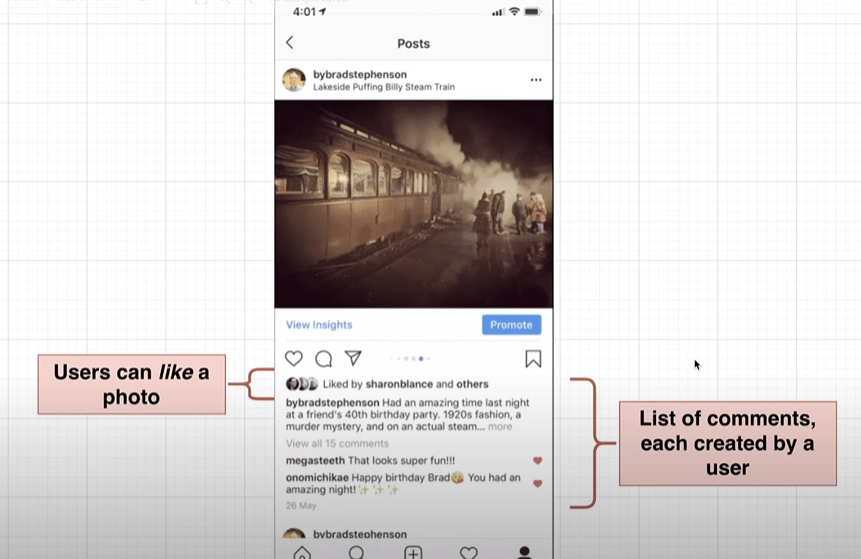 4:01
Posts
bybradstephenson
Lakeside Puffing Billy Steam Train
View Insights
Promote
Users can like a
photo
Liked by sharonblance and others
bybradstephenson Had an amazing time last night
at a friend's 40th birthday party. 1920s fashion, a
murder mystery, and on an actual steam... more
View all 15 comments
megasteeth That looks super fun!!!
onomichikae Happy birthday Brad😘 You had an
amazing night!✨ ✨ ✨
26 May
bybradstephenson
List of comments,
each created by a
user